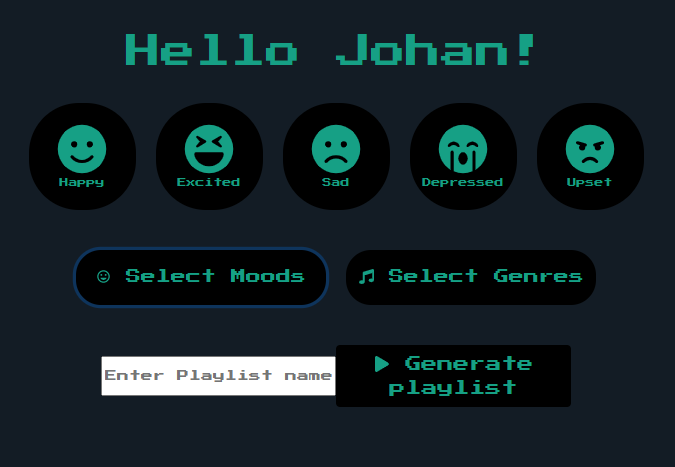 Hello Johan!
Happy Excited Sad Depressed Upset
Select Moods Select Genres
Enter Playlist name
Generate
playlist